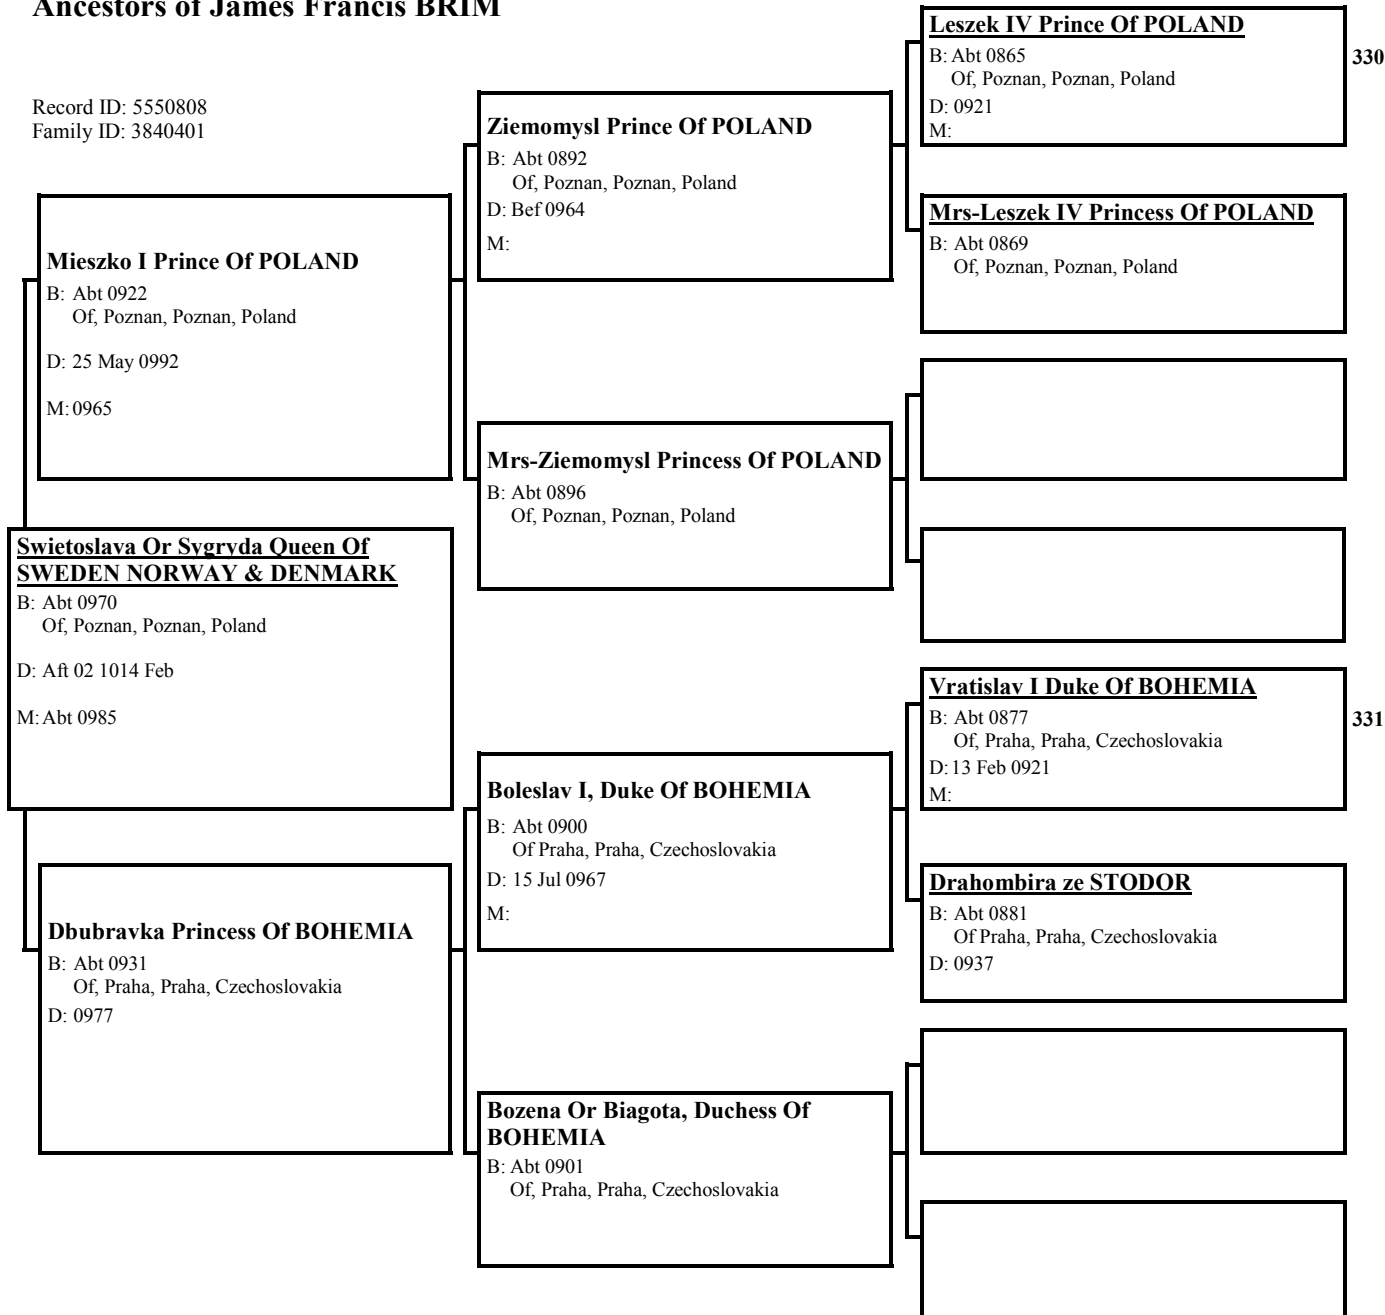 Ancestors of James Francis BRIM
Record ID: 5550808
Family ID: 3840401
Leszek IV Prince Of POLAND
B: Abt 0865
Of, Poznan, Poznan, Poland
D: 0921
M:
330
Ziemomysl Prince Of POLAND
B: Abt 0892
Of, Poznan, Poznan, Poland
D: Bef 0964
M:
Mrs-Leszek IV Princess Of POLAND
B: Abt 0869
Of, Poznan, Poznan, Poland
Mieszko I Prince Of POLAND
B: Abt 0922
Of, Poznan, Poznan, Poland
D: 25 May 0992
M: 0965
Mrs-Ziemomysl Princess Of POLAND
B: Abt 0896
Of, Poznan, Poznan, Poland
Swietoslava Or Sygryda Queen Of
SWEDEN NORWAY & DENMARK
B: Abt 0970
Of, Poznan, Poznan, Poland
D: Aft 02 1014 Feb
M: Abt 0985
Vratislav I Duke Of BOHEMIA
B: Abt 0877
Of, Praha, Praha, Czechoslovakia
D: 13 Feb 0921
M:
331
Boleslav I, Duke Of BOHEMIA
B: Abt 0900
Of Praha, Praha, Czechoslovakia
D: 15 Jul 0967
M:
Drahombira ze STODOR
B: Abt 0881
Of Praha, Praha, Czechoslovakia
D: 0937
Dbubravka Princess Of BOHEMIA
B: Abt 0931
Of, Praha, Praha, Czechoslovakia
D: 0977
Bozena Or Biagota, Duchess Of
BOHEMIA
B: Abt 0901
Of, Praha, Praha, Czechoslovakia